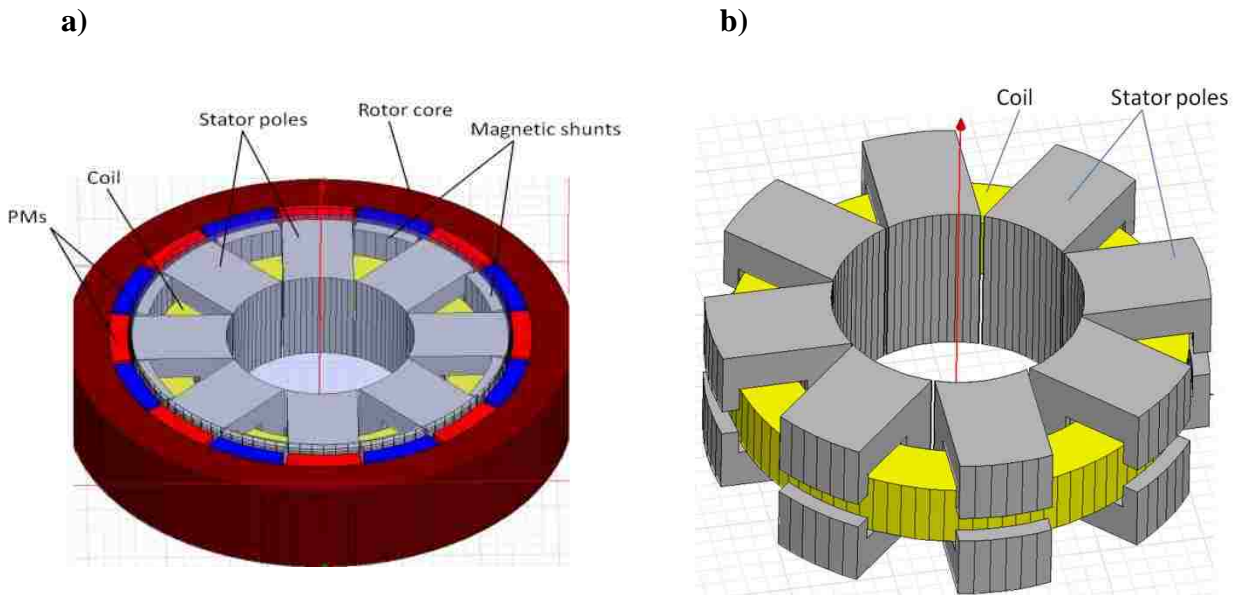 a)
b)
Stator poles
Rotor core
Magnetic shunts
Coil
PMs
Coil
Stator poles